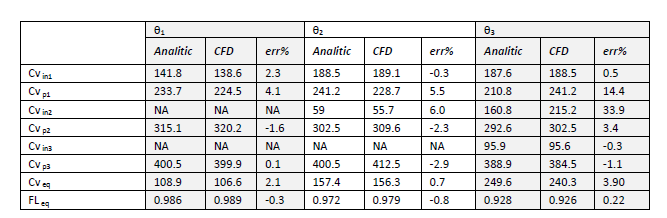 θ1 θ2 θ3
Analitic CFD err% Analitic CFD err% Analitic CFD err%
Cv in1 141.8 138.6 2.3 188.5 189.1 -0.3 187.6 188.5 0.5
Cv p1 233.7 224.5 4.1 241.2 228.7 5.5 210.8 241.2 14.4
Cv in2 NA NA NA 59 55.7 6.0 160.8 215.2 33.9
Cv p2 315.1 320.2 -1.6 302.5 309.6 -2.3 292.6 302.5 3.4
Cv in3 NA NA NA NA NA NA 95.9 95.6 -0.3
Cv p3 400.5 399.9 0.1 400.5 412.5 -2.9 388.9 384.5 -1.1
Cv eq 108.9 106.6 2.1 157.4 156.3 0.7 249.6 240.3 3.90
FL eq 0.986 0.989 -0.3 0.972 0.979 -0.8 0.928 0.926 0.22